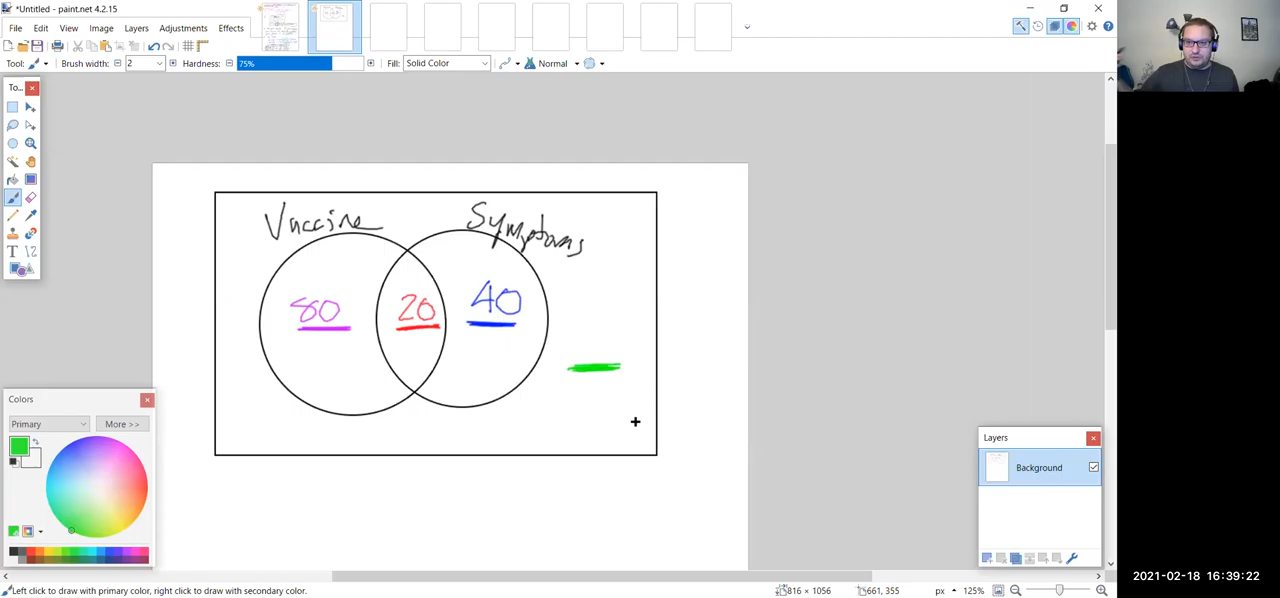 *Untitled - paint.net 4.2.15
File Edit View Image Layers Adjustments Effects
Tool: Brush width: 2 Hardness: 75% Fill: Solid Color Normal
To...
Vaccine Symptoms
80 20 40
Colors
Primary More >>
Layers
Background
2021-02-18 16:39:22
Left click to draw with primary color, right click to draw with secondary color. 816 × 1056 661, 355 px 125%